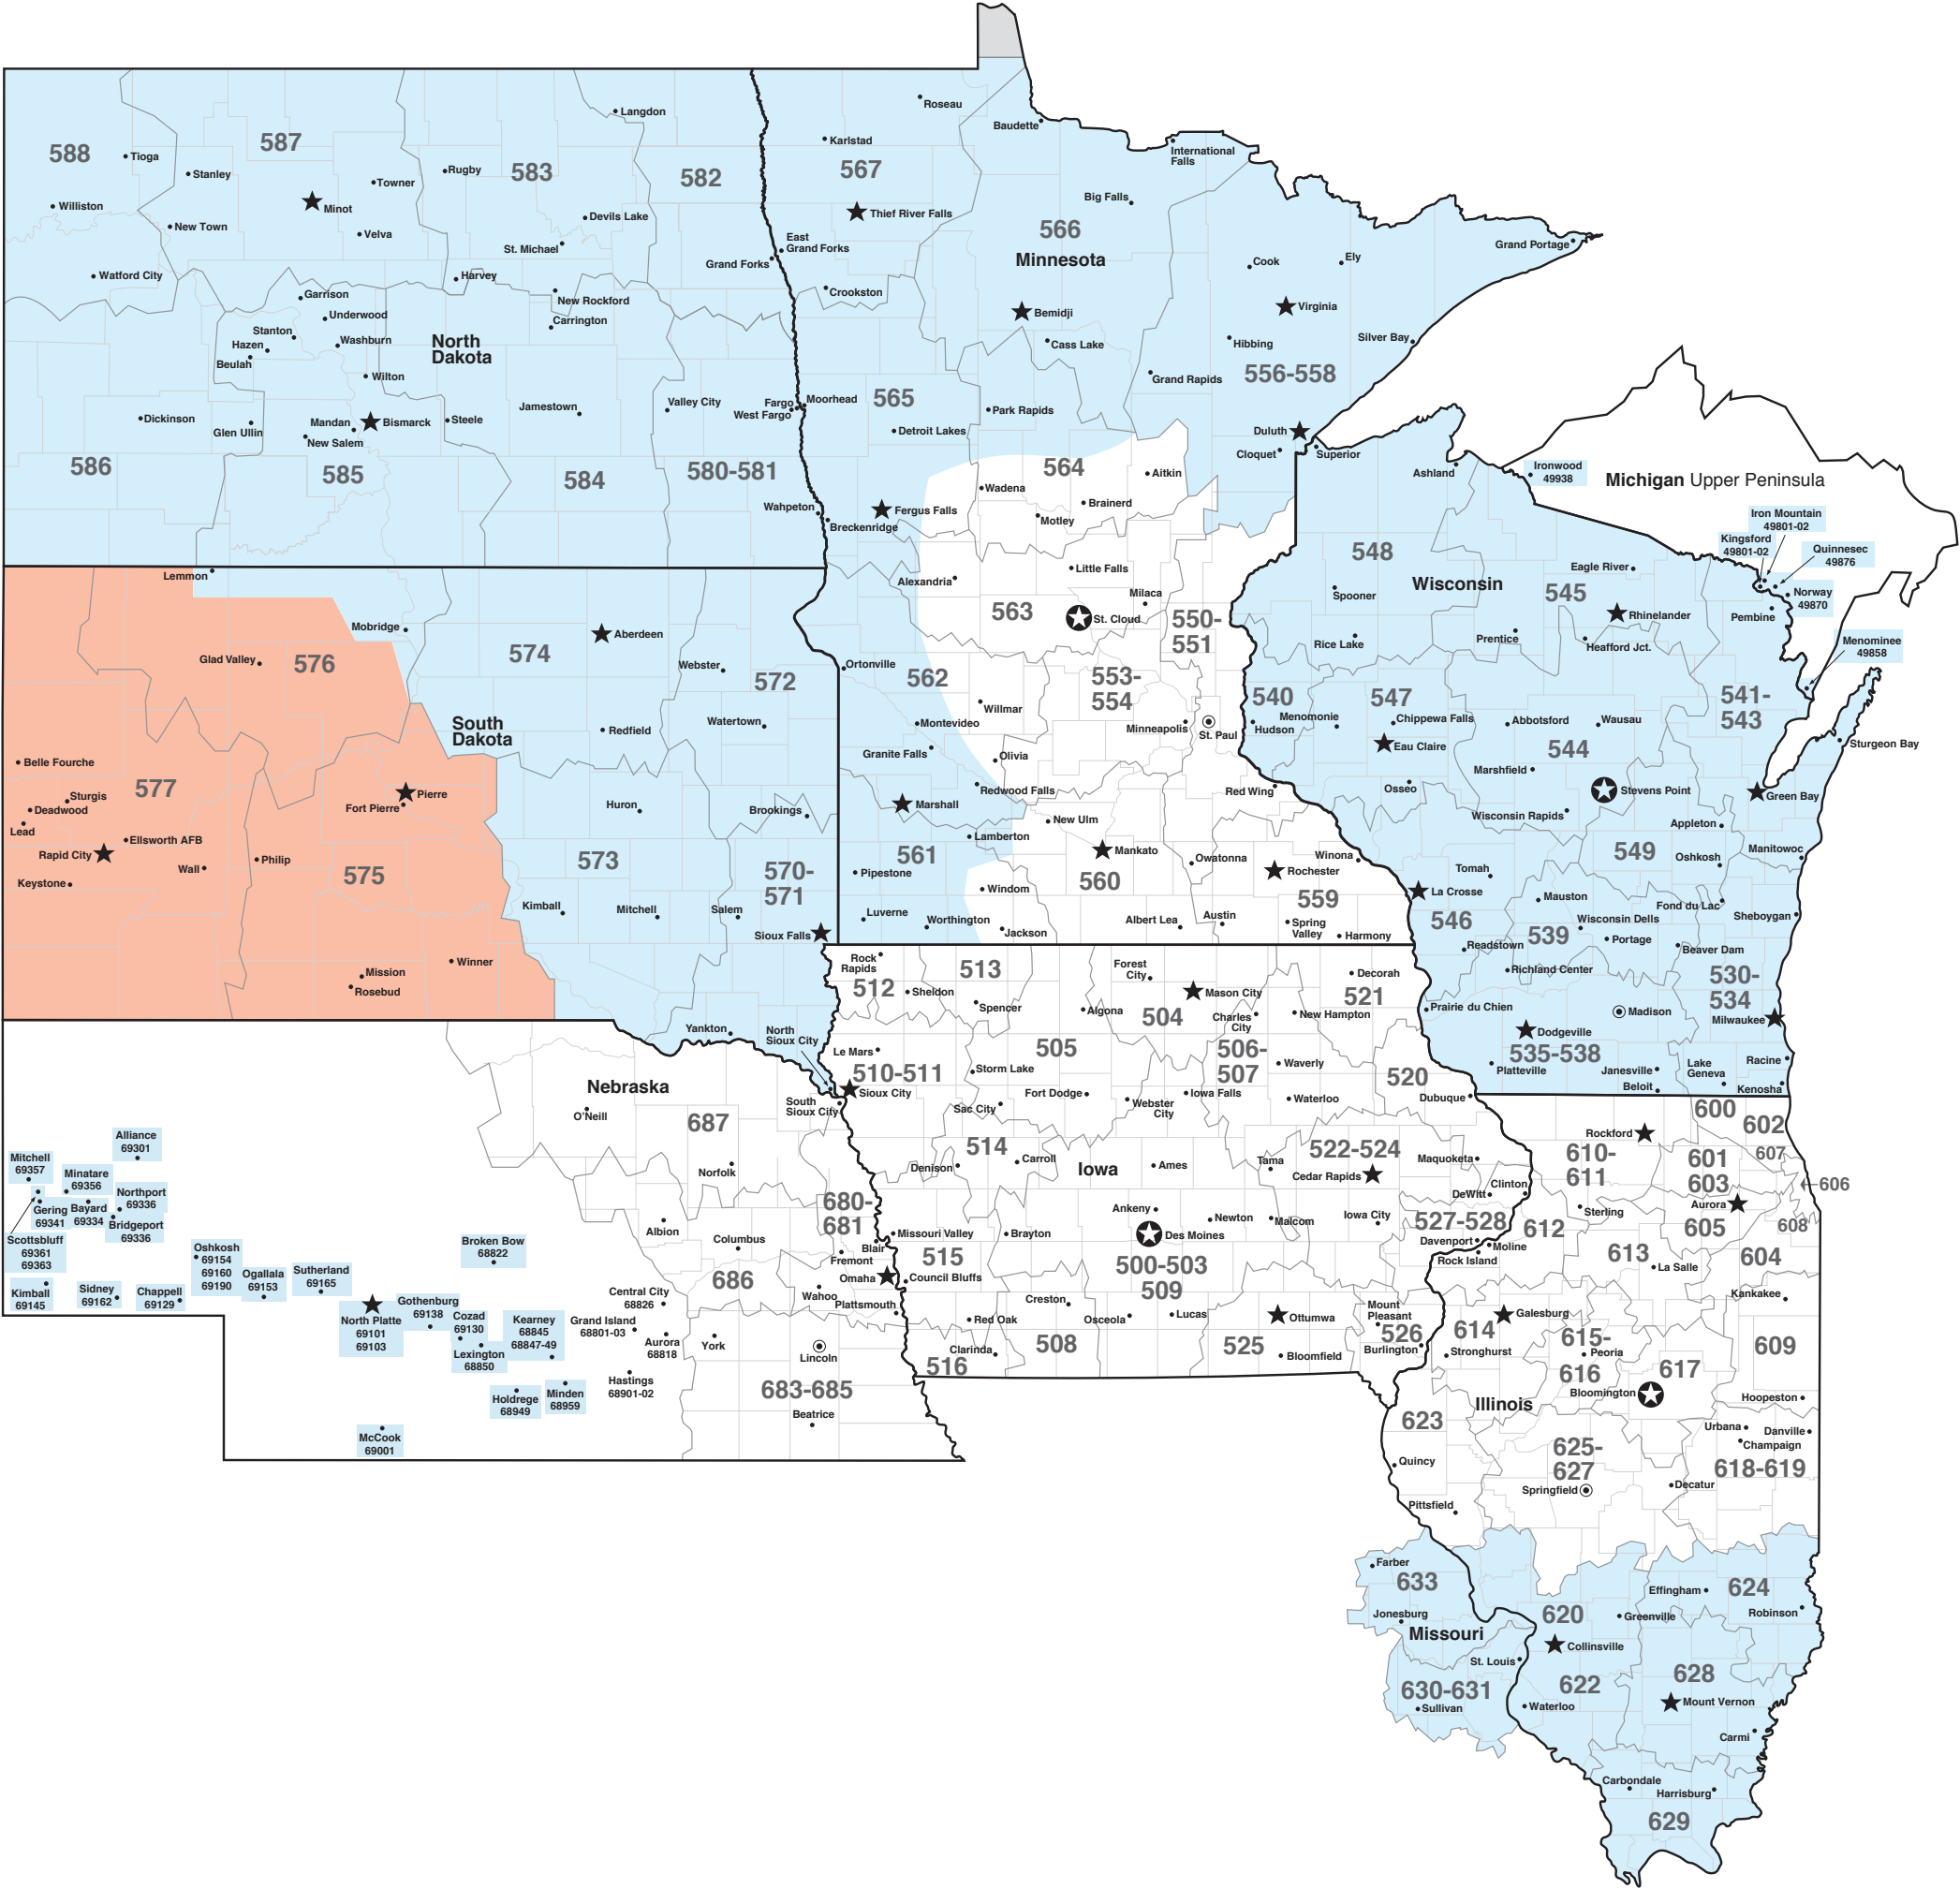 588
Tioga
Williston
Watford City
587
Stanley
New Town
Minot
Towner
Velva
Rugby
583
Langdon
Devils Lake
St. Michael
582
Grand Forks
East
Grand Forks
Harvey
New Rockford
Carrington
Garrison
Underwood
Stanton
Hazen
Beulah
Washburn
Wilton
North
Dakota
Dickinson
586
Glen Ullin
Mandan
Bismarck
New Salem
585
Steele
Jamestown
584
Valley City
Fargo
West Fargo
580-581
Wahpeton
Roseau
Karlstad
567
Thief River Falls
Crookston
Baudette
International
Falls
Big Falls
566
Minnesota
Bemidji
Cass Lake
Cook
Ely
Grand Portage
Virginia
Hibbing
Silver Bay
Grand Rapids
556-558
Moorhead
565
Detroit Lakes
Park Rapids
Duluth
Cloquet
Superior
564
Wadena
Aitkin
Brainerd
Motley
Fergus Falls
Breckenridge
Alexandria
Little Falls
Milaca
563
St. Cloud
550-
551
Ortonville
562
553-
554
Willmar
Montevideo
Minneapolis
St. Paul
Granite Falls
Olivia
Redwood Falls
Red Wing
Marshall
New Ulm
Lamberton
561
Mankato
Owatonna
Winona
Rochester
Pipestone
560
Windom
559
Luverne
Worthington
Jackson
Albert Lea
Austin
Spring
Valley
Harmony
Lemmon
Mobridge
Glad Valley
576
574
Aberdeen
Webster
572
South
Dakota
Redfield
Watertown
Belle Fourche
577
Sturgis
Deadwood
Lead
Ellsworth AFB
Rapid City
Wall
Keystone
Philip
Fort Pierre
Pierre
575
Huron
Brookings
573
570-
571
Kimball
Mitchell
Salem
Sioux Falls
Winner
Mission
Rosebud
Yankton
North
Sioux City
Ashland
Ironwood
49938
Michigan Upper Peninsula
Iron Mountain
49801-02
Kingsford
49801-02
Quinnesec
49876
Norway
49870
Menominee
49858
548
Wisconsin
Eagle River
545
Spooner
Rhinelander
Pembine
Rice Lake
Prentice
Heafford Jct.
540
547
541-
543
Hudson
Menomonie
Chippewa Falls
Abbotsford
Wausau
Eau Claire
544
Sturgeon Bay
Marshfield
Osseo
Stevens Point
Green Bay
Wisconsin Rapids
Appleton
549
Oshkosh
Manitowoc
Tomah
La Crosse
Mauston
Fond du Lac
546
Wisconsin Dells
Sheboygan
539
Portage
Readstown
Beaver Dam
Richland Center
530-
534
Prairie du Chien
Madison
Milwaukee
Dodgeville
535-538
Platteville
Janesville
Beloit
Lake
Geneva
Racine
Kenosha
Rock
Rapids
513
512
Sheldon
Spencer
Forest
City
Mason City
Decorah
521
Algona
504
Charles
City
New Hampton
Le Mars
505
506-
507
Waverly
510-511
Storm Lake
Sioux City
520
Sac City
Fort Dodge
Webster
City
Iowa Falls
Waterloo
Dubuque
514
Denison
Carroll
Iowa
Ames
Tama
522-524
Maquoketa
Cedar Rapids
DeWitt
Clinton
Missouri Valley
Brayton
Ankeny
Newton
Malcom
Iowa City
527-528
Des Moines
Davenport
515
500-503
509
Council Bluffs
Creston
Osceola
Lucas
Ottumwa
Mount
Pleasant
Red Oak
Clarinda
508
525
526
Burlington
516
Bloomfield
Nebraska
O'Neill
687
South
Sioux City
Norfolk
Albion
680-
681
Columbus
Blair
Fremont
686
Omaha
Wahoo
Plattsmouth
York
Lincoln
683-685
Beatrice
Central City
68826
Grand Island
68801-03
Aurora
68818
Hastings
68901-02
Alliance
69301
Mitchell
69357
Minatare
69356
Northport
69336
Gering
69341
Bayard
69334
Bridgeport
69336
Scottsbluff
69361
69363
Kimball
69145
Sidney
69162
Chappell
69129
Oshkosh
69154
69160
69190
Ogallala
69153
Sutherland
69165
Broken Bow
68822
North Platte
69101
69103
Gothenburg
69138
Cozad
69130
Lexington
68850
Kearney
68845
68847-49
Holdrege
68949
Minden
68959
McCook
69001
600
602
Rockford
610-
611
601
603
607
606
Aurora
Sterling
612
605
608
Moline
Rock Island
613
604
La Salle
Kankakee
Galesburg
614
615-
Peoria
616
609
Stronghurst
617
Bloomington
Illinois
Hoopeston
623
Urbana
Danville
Champaign
625-
627
618-619
Quincy
Springfield
Decatur
Pittsfield
Farber
633
Jonesburg
Missouri
St. Louis
630-631
Sullivan
624
Effingham
620
Greenville
Robinson
Collinsville
628
622
Mount Vernon
Waterloo
Carmi
Carbondale
Harrisburg
629